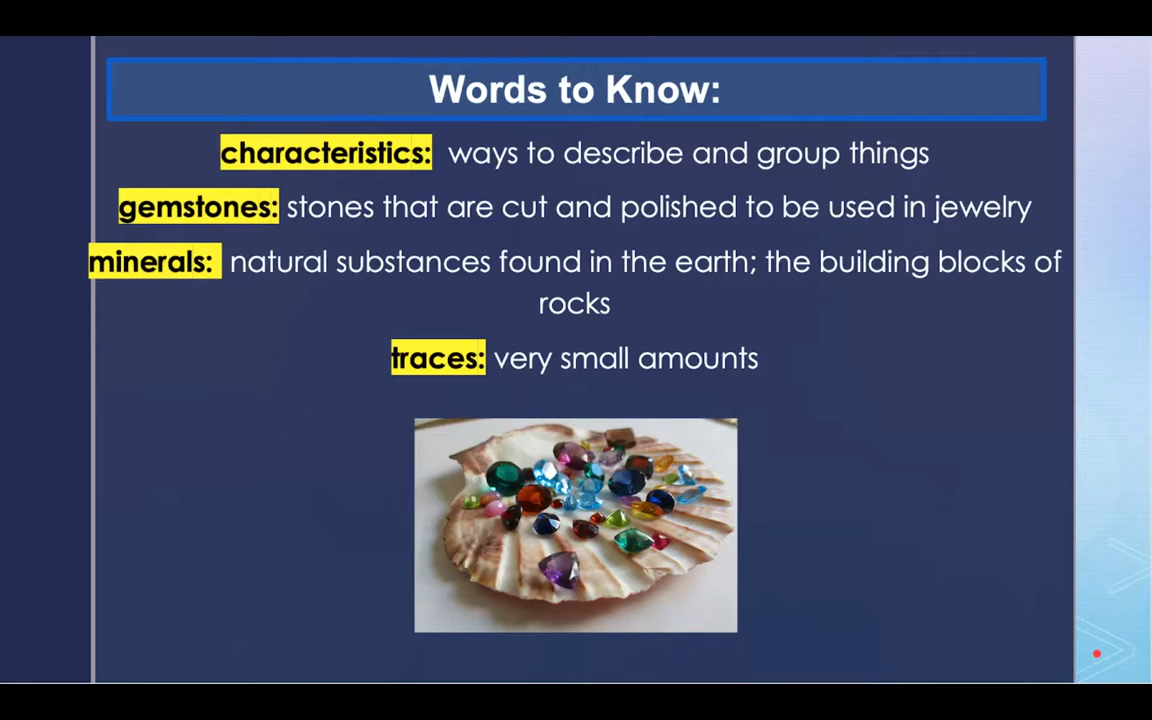 Words to Know:
characteristics: ways to describe and group things
gemstones: stones that are cut and polished to be used in jewelry
minerals: natural substances found in the earth; the building blocks of
rocks
traces: very small amounts